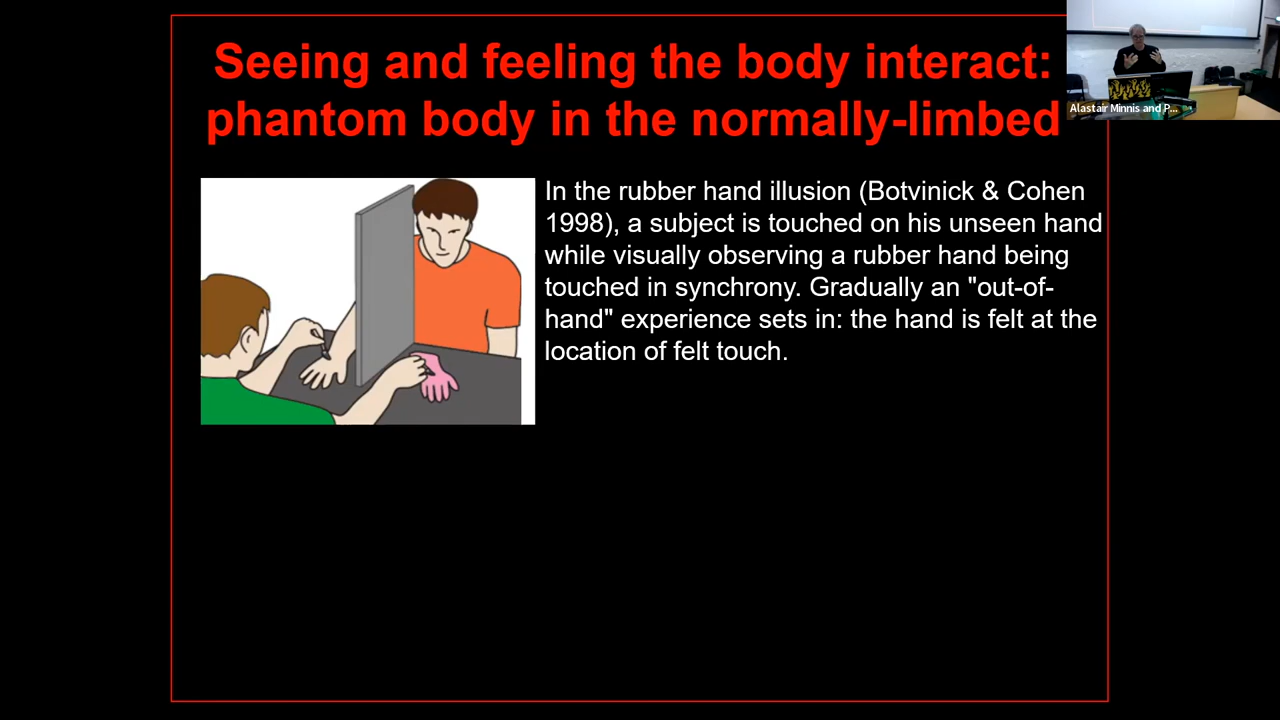 Seeing and feeling the body interact:
phantom body in the normally-limbed
In the rubber hand illusion (Botvinick & Cohen
1998), a subject is touched on his unseen hand
while visually observing a rubber hand being
touched in synchrony. Gradually an "out-of-
hand" experience sets in: the hand is felt at the
location of felt touch.
Alastair Minnis and P...